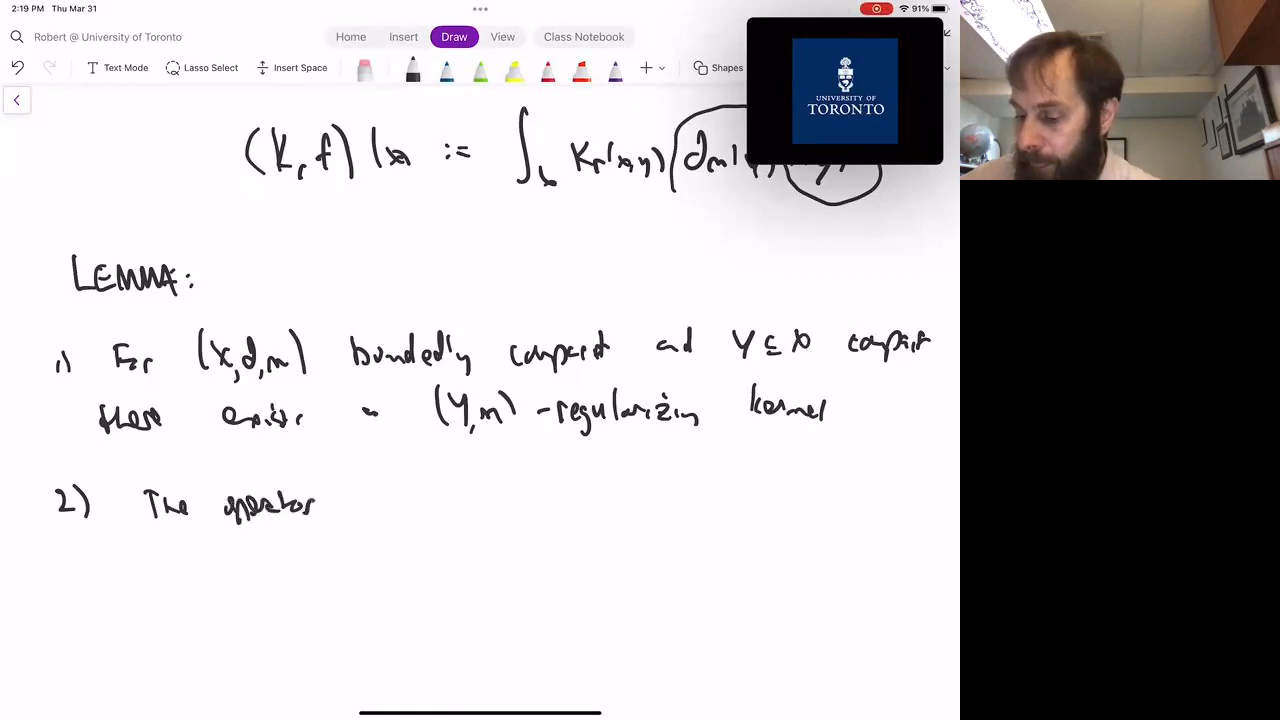 2:19 PM Thu Mar 31
91%
Robert @ University of Toronto
Home Insert Draw View Class Notebook
Text Mode Lasso Select Insert Space Shapes
UNIVERSITY OF
TORONTO
(K_r f)(x) := ∫ K_r(x,y) dm(y)
LEMMA:
1) For (X,d,m) boundedly compact and Y ⊆ X compact
there exists a (Y,m)-regularizing kernel
2) The operator